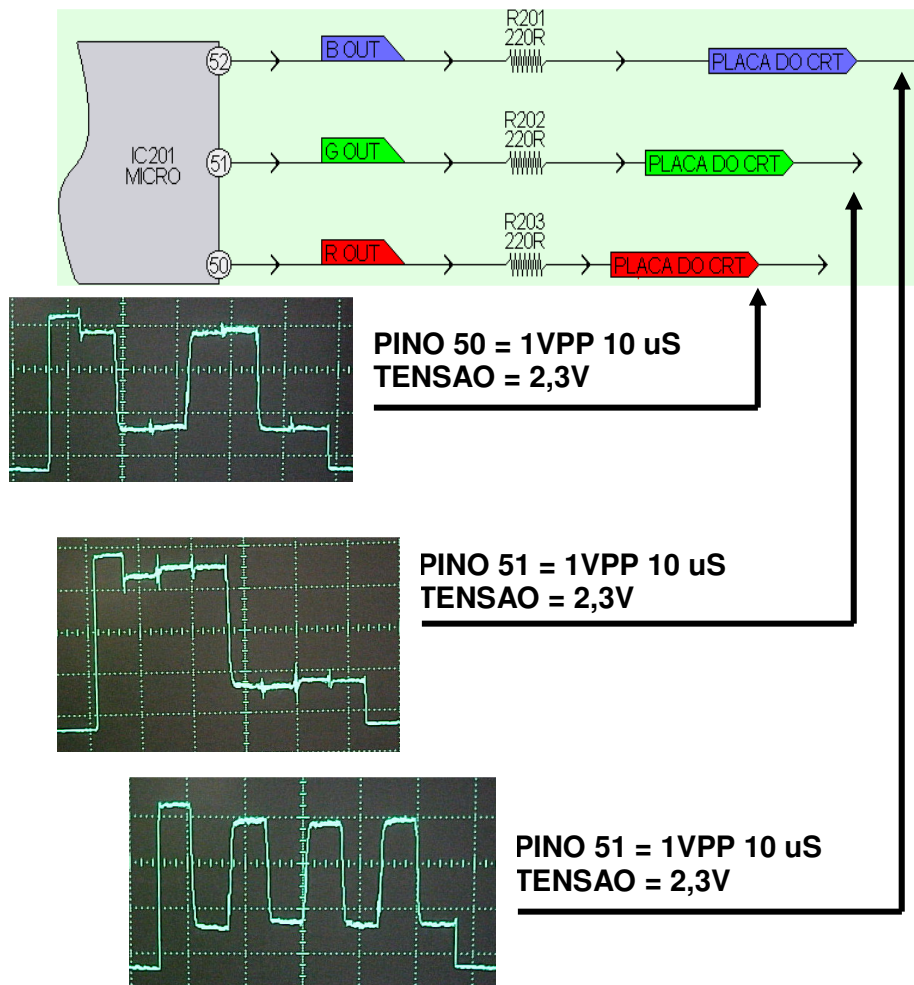 R201
220R
52
B OUT
PLACA DO CRT
R202
220R
IC201
MICRO
51
G OUT
PLACA DO CRT
R203
220R
50
R OUT
PLACA DO CRT
PINO 50 = 1VPP 10 uS
TENSAO = 2,3V
PINO 51 = 1VPP 10 uS
TENSAO = 2,3V
PINO 51 = 1VPP 10 uS
TENSAO = 2,3V